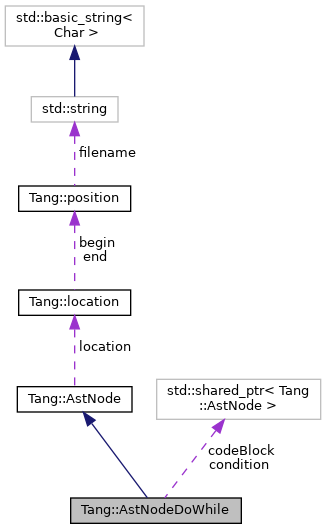 std::basic_string<
Char >
std::string
filename
Tang::position
begin
end
Tang::location
location
Tang::AstNode
std::shared_ptr< Tang
::AstNode >
codeBlock
condition
Tang::AstNodeDoWhile